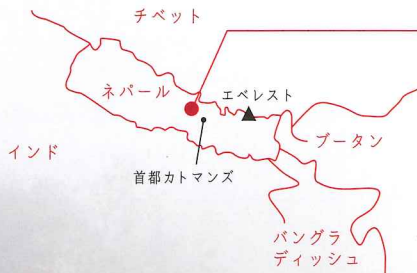 チベット
ネパール
エベレスト
インド
首都カトマンズ
ブータン
バングラ
ディッシュ